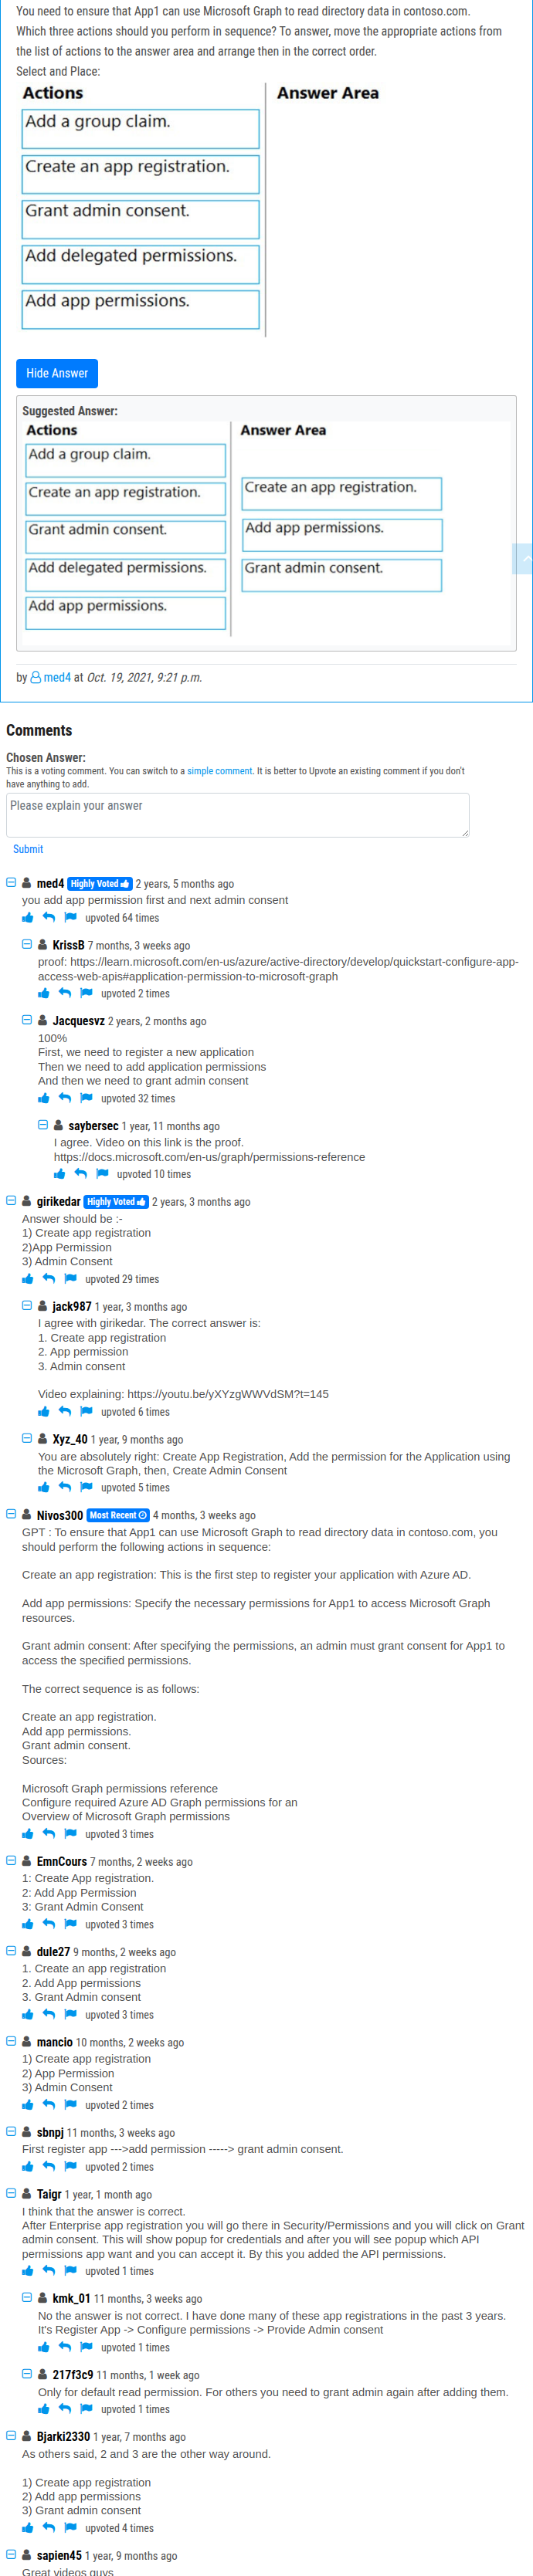 You need to ensure that App1 can use Microsoft Graph to read directory data in contoso.com.
Which three actions should you perform in sequence? To answer, move the appropriate actions from
the list of actions to the answer area and arrange then in the correct order.
Select and Place:
Actions
Answer Area
Add a group claim.
Create an app registration.
Grant admin consent.
Add delegated permissions.
Add app permissions.
Hide Answer
Suggested Answer:
Actions
Answer Area
Add a group claim.
Create an app registration.
Grant admin consent.
Add delegated permissions.
Add app permissions.
Create an app registration.
Add app permissions.
Grant admin consent.
by med4 at Oct. 19, 2021, 9:21 p.m.
Comments
Chosen Answer:
This is a voting comment. You can switch to a simple comment. It is better to Upvote an existing comment if you don't
have anything to add.
Please explain your answer
Submit
med4 Highly Voted 2 years, 5 months ago
you add app permission first and next admin consent
upvoted 64 times
KrissB 7 months, 3 weeks ago
proof: https://learn.microsoft.com/en-us/azure/active-directory/develop/quickstart-configure-app-
access-web-apis#application-permission-to-microsoft-graph
upvoted 2 times
Jacquesvz 2 years, 2 months ago
100%
First, we need to register a new application
Then we need to add application permissions
And then we need to grant admin consent
upvoted 32 times
saybersec 1 year, 11 months ago
I agree. Video on this link is the proof.
https://docs.microsoft.com/en-us/graph/permissions-reference
upvoted 10 times
girikedar Highly Voted 2 years, 3 months ago
Answer should be :-
1) Create app registration
2)App Permission
3) Admin Consent
upvoted 29 times
jack987 1 year, 3 months ago
I agree with girikedar. The correct answer is:
1. Create app registration
2. App permission
3. Admin consent
Video explaining: https://youtu.be/yXYzgWWVdSM?t=145
upvoted 6 times
Xyz_40 1 year, 9 months ago
You are absolutely right: Create App Registration, Add the permission for the Application using
the Microsoft Graph, then, Create Admin Consent
upvoted 5 times
Nivos300 Most Recent 4 months, 3 weeks ago
GPT : To ensure that App1 can use Microsoft Graph to read directory data in contoso.com, you
should perform the following actions in sequence:
Create an app registration: This is the first step to register your application with Azure AD.
Add app permissions: Specify the necessary permissions for App1 to access Microsoft Graph
resources.
Grant admin consent: After specifying the permissions, an admin must grant consent for App1 to
access the specified permissions.
The correct sequence is as follows:
Create an app registration.
Add app permissions.
Grant admin consent.
Sources:
Microsoft Graph permissions reference
Configure required Azure AD Graph permissions for an
Overview of Microsoft Graph permissions
upvoted 3 times
EmnCours 7 months, 2 weeks ago
1: Create App registration.
2: Add App Permission
3: Grant Admin Consent
upvoted 3 times
dule27 9 months, 2 weeks ago
1. Create an app registration
2. Add App permissions
3. Grant Admin consent
upvoted 3 times
mancio 10 months, 2 weeks ago
1) Create app registration
2) App Permission
3) Admin Consent
upvoted 2 times
sbnpj 11 months, 3 weeks ago
First register app --->add permission -----> grant admin consent.
upvoted 2 times
Taigr 1 year, 1 month ago
I think that the answer is correct.
After Enterprise app registration you will go there in Security/Permissions and you will click on Grant
admin consent. This will show popup for credentials and after you will see popup which API
permissions app want and you can accept it. By this you added the API permissions.
upvoted 1 times
kmk_01 11 months, 3 weeks ago
No the answer is not correct. I have done many of these app registrations in the past 3 years.
It's Register App -> Configure permissions -> Provide Admin consent
upvoted 1 times
217f3c9 11 months, 1 week ago
Only for default read permission. For others you need to grant admin again after adding them.
upvoted 1 times
Bjarki2330 1 year, 7 months ago
As others said, 2 and 3 are the other way around.
1) Create app registration
2) Add app permissions
3) Grant admin consent
upvoted 4 times
sapien45 1 year, 9 months ago
Great videos guys